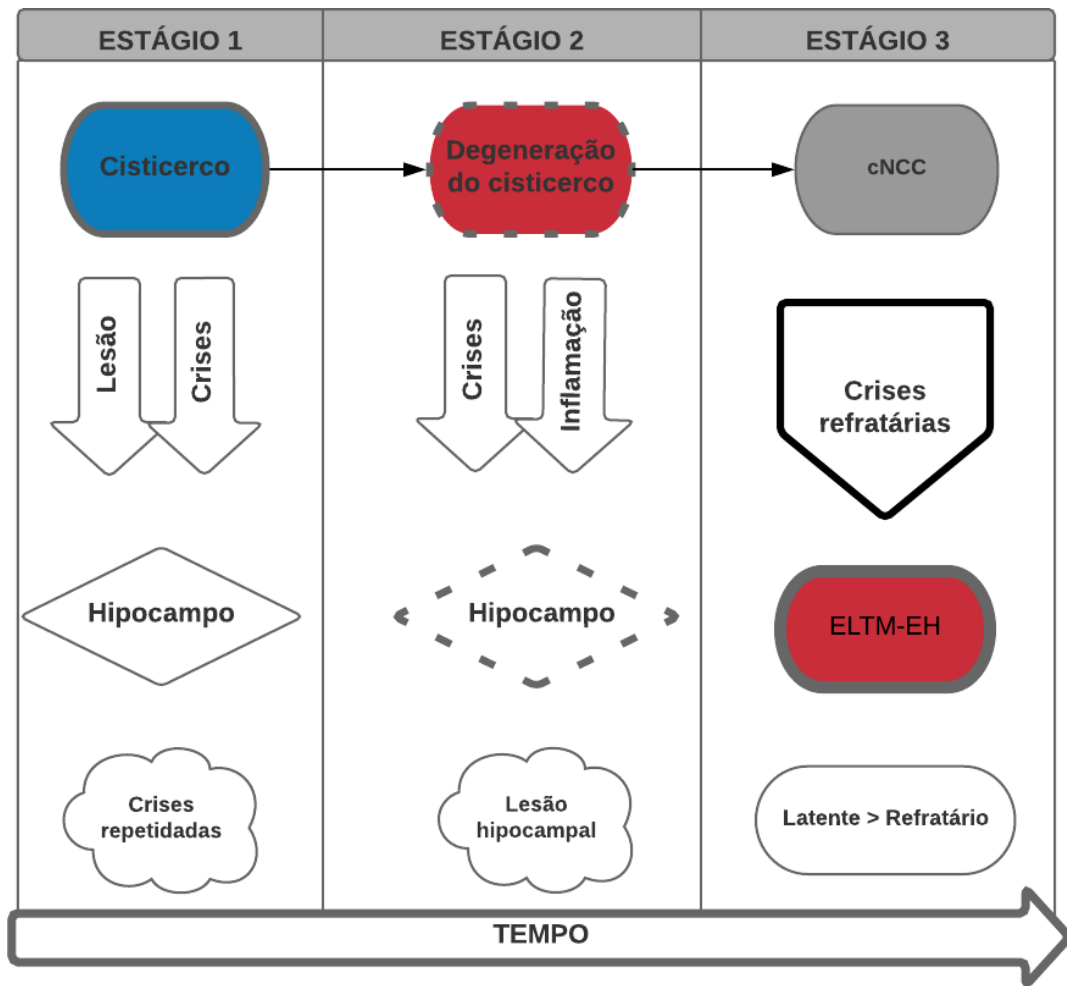 ESTÁGIO 1
ESTÁGIO 2
ESTÁGIO 3
Cisticerco
Degeneração
do cisticerco
cNCC
Lesão
Crises
Crises
Inflamação
Crises
refratárias
Hipocampo
Hipocampo
ELTM-EH
Crises
repetidadas
Lesão
hipocampal
Latente > Refratário
TEMPO